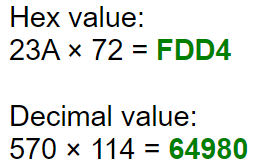 Hex value:
23A × 72 = FDD4
Decimal value:
570 × 114 = 64980